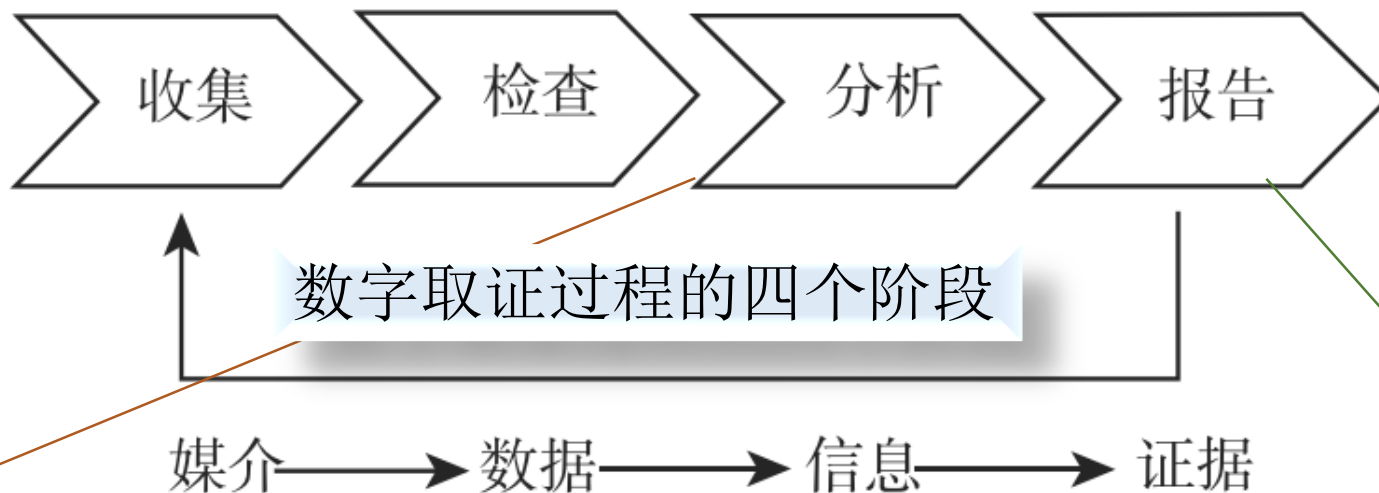 收集 检查 分析 报告
数字取证过程的四个阶段
媒介 数据 信息 证据